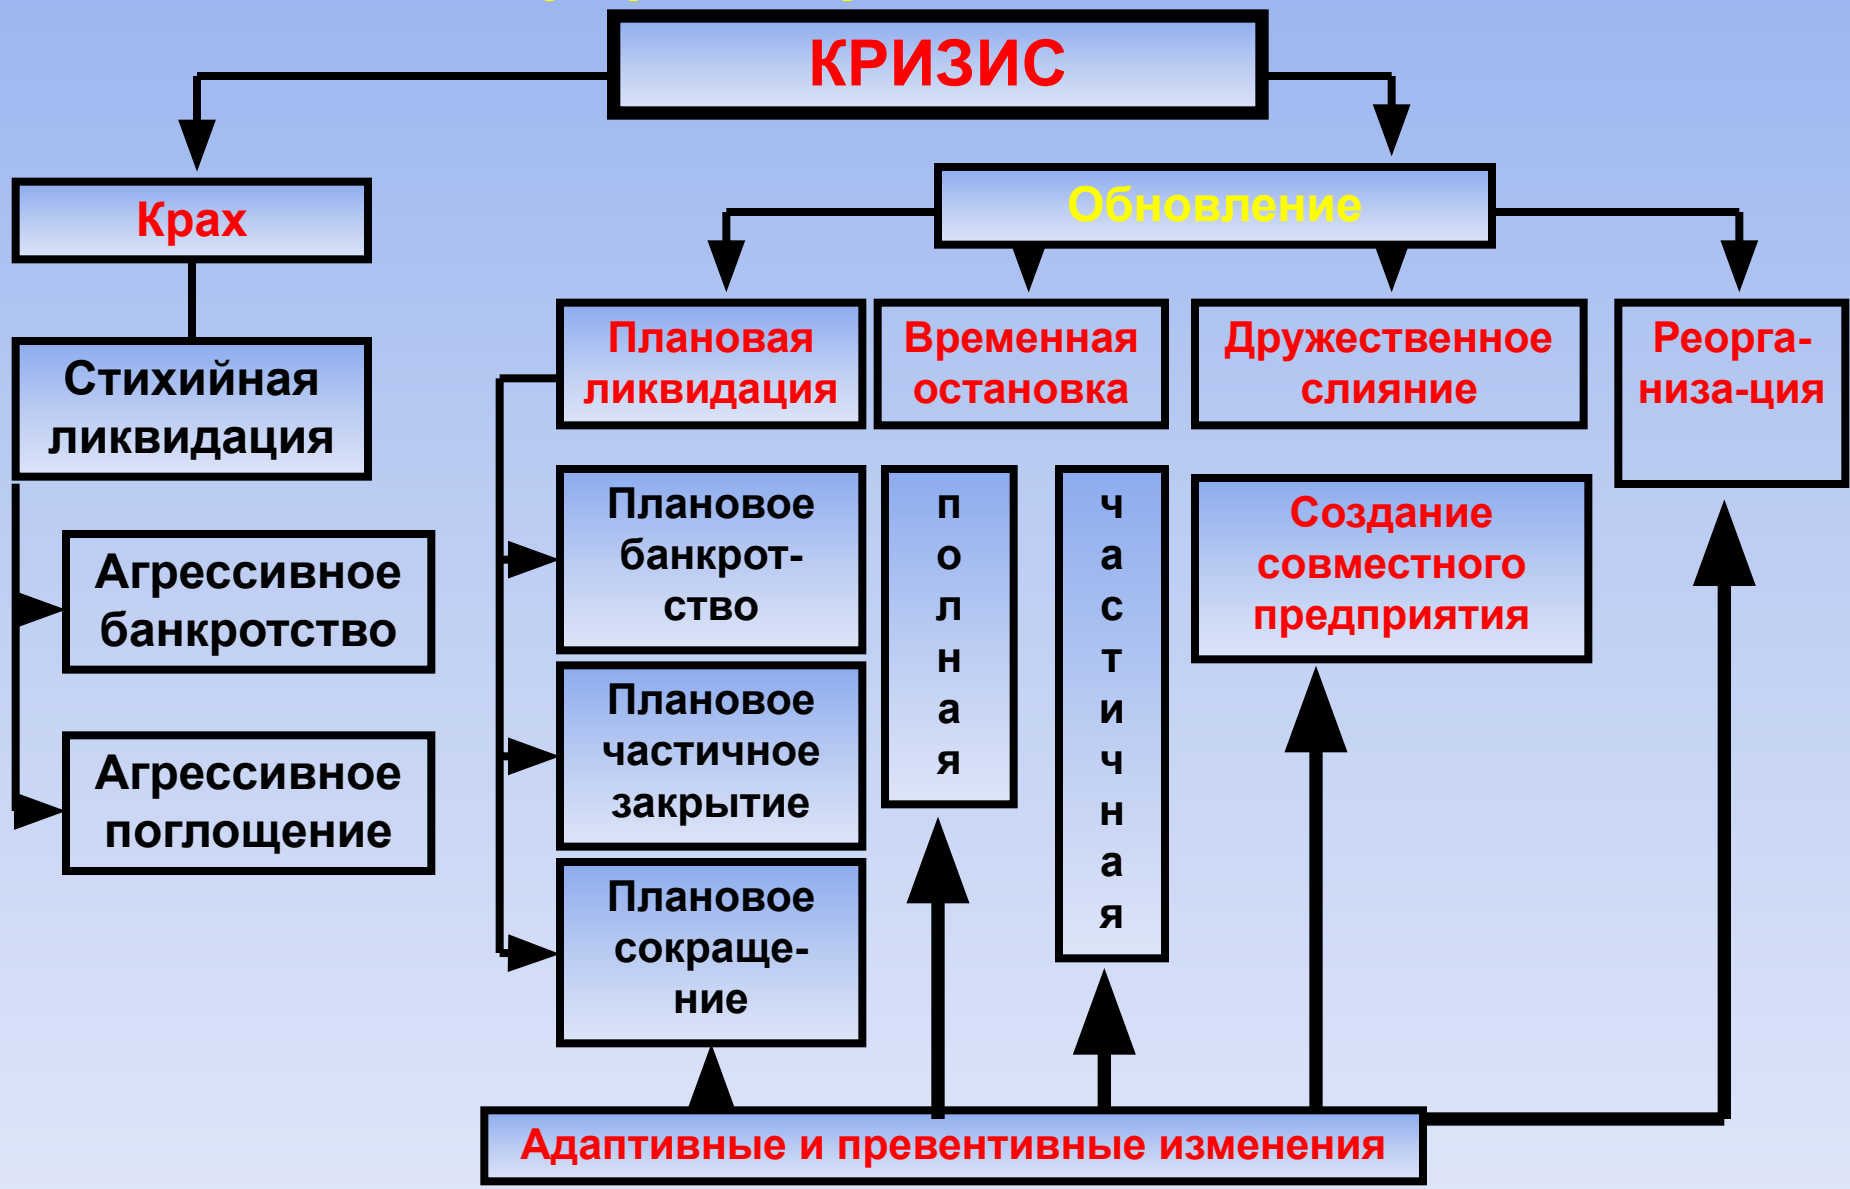 КРИЗИС
Крах
Обновление
Стихийная
ликвидация
Агрессивное
банкротство
Агрессивное
поглощение
Плановая
ликвидация
Временная
остановка
Дружественное
слияние
Реорга-
низа-ция
Плановое
банкрот-
ство
Плановое
частичное
закрытие
Плановое
сокраще-
ние
п
о
л
н
а
я
ч
а
с
т
и
ч
н
а
я
Создание
совместного
предприятия
Адаптивные и превентивные изменения